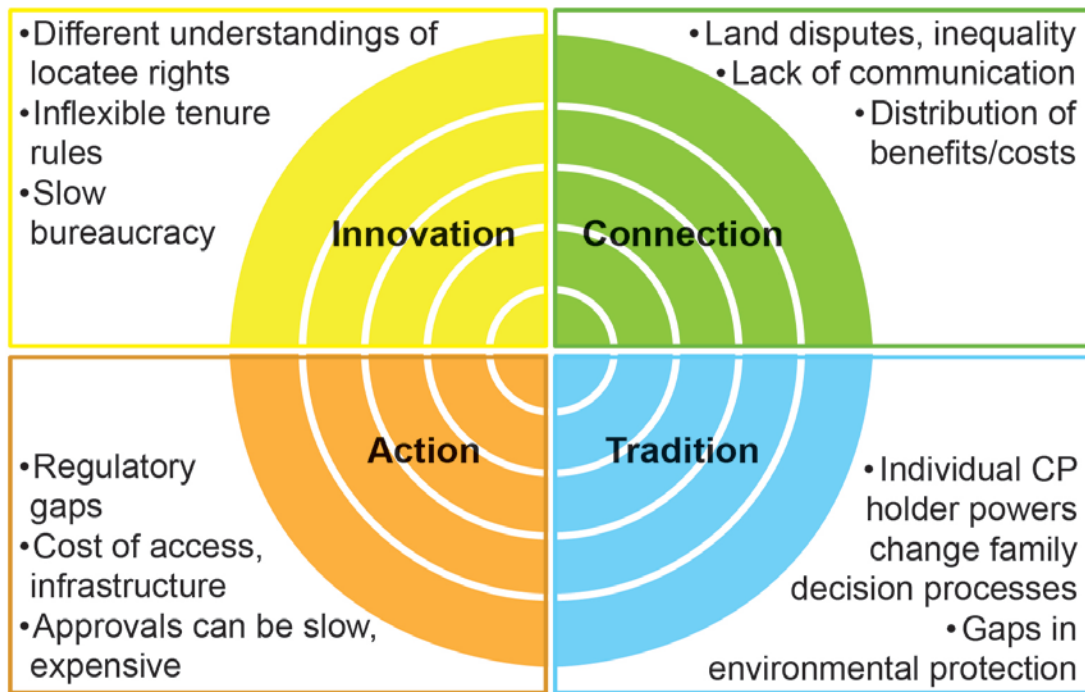 •Different understandings of
locatee rights
•Inflexible tenure
rules
•Slow
bureaucracy
Innovation
•Land disputes, inequality
•Lack of communication
•Distribution of
benefits/costs
Connection
Action
•Regulatory
gaps
•Cost of access,
infrastructure
•Approvals can be slow,
expensive
Tradition
•Individual CP
holder powers
change family
decision processes
•Gaps in
environmental protection